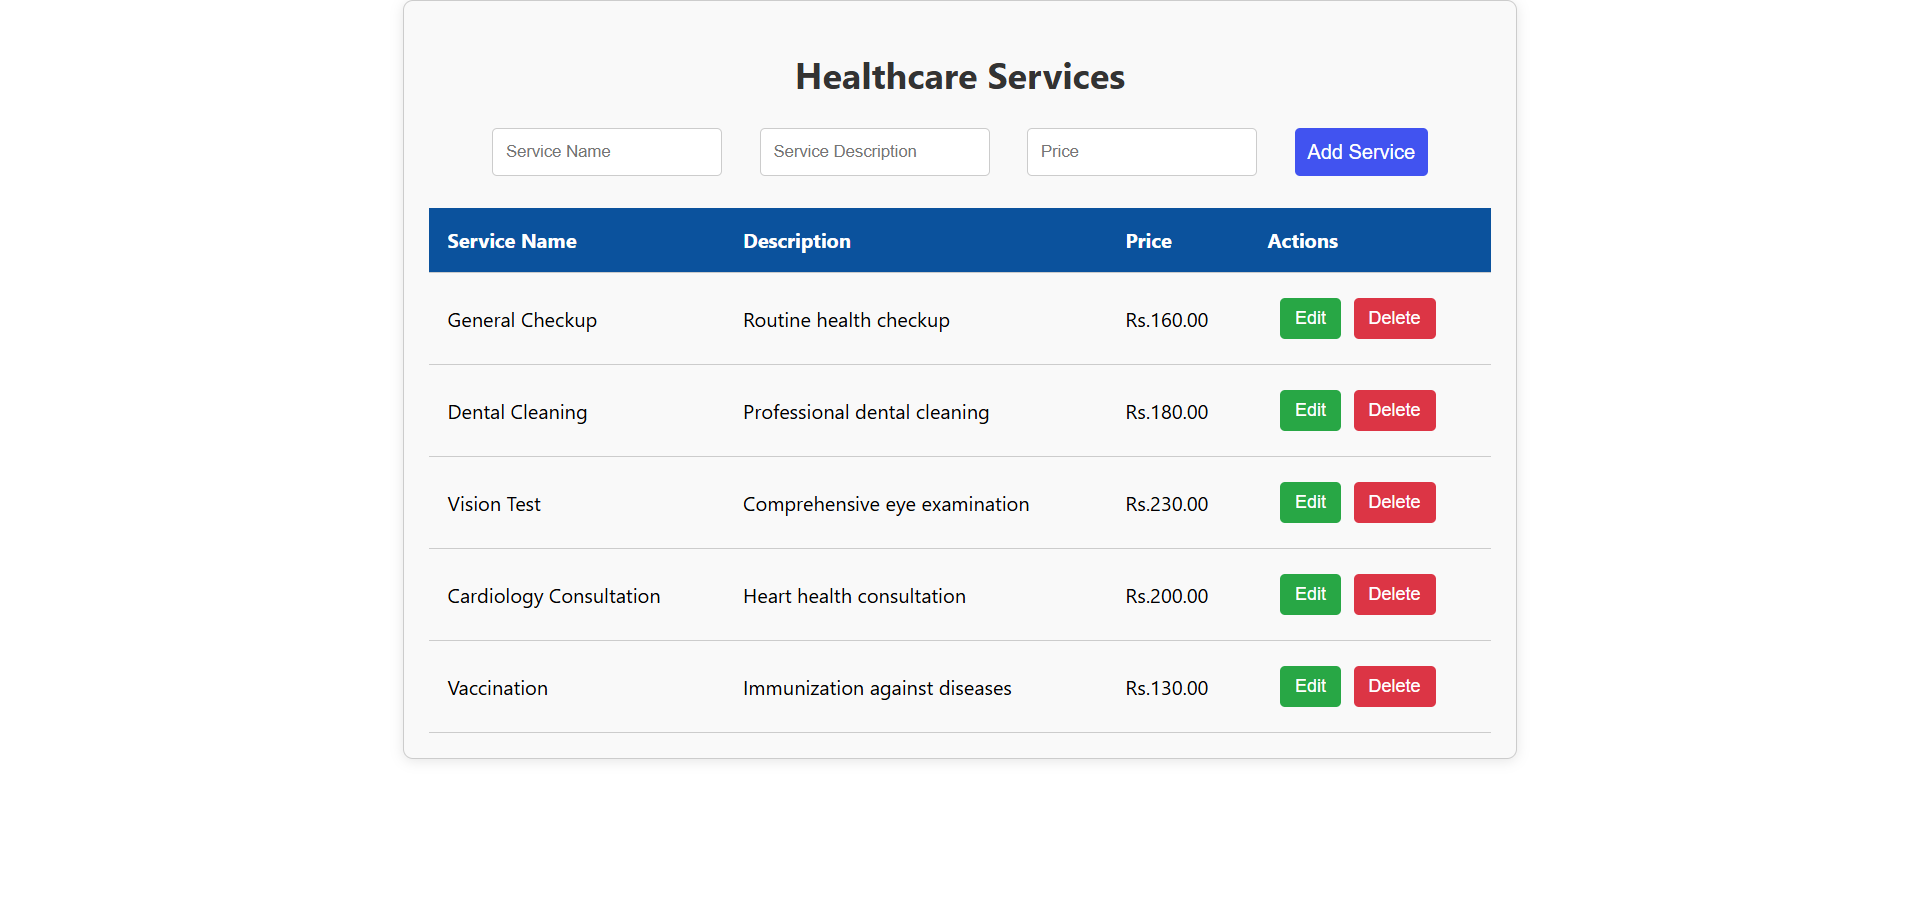 Healthcare Services
Service Name Service Description Price Add Service
Service Name Description Price Actions
General Checkup Routine health checkup Rs.160.00 Edit Delete
Dental Cleaning Professional dental cleaning Rs.180.00 Edit Delete
Vision Test Comprehensive eye examination Rs.230.00 Edit Delete
Cardiology Consultation Heart health consultation Rs.200.00 Edit Delete
Vaccination Immunization against diseases Rs.130.00 Edit Delete